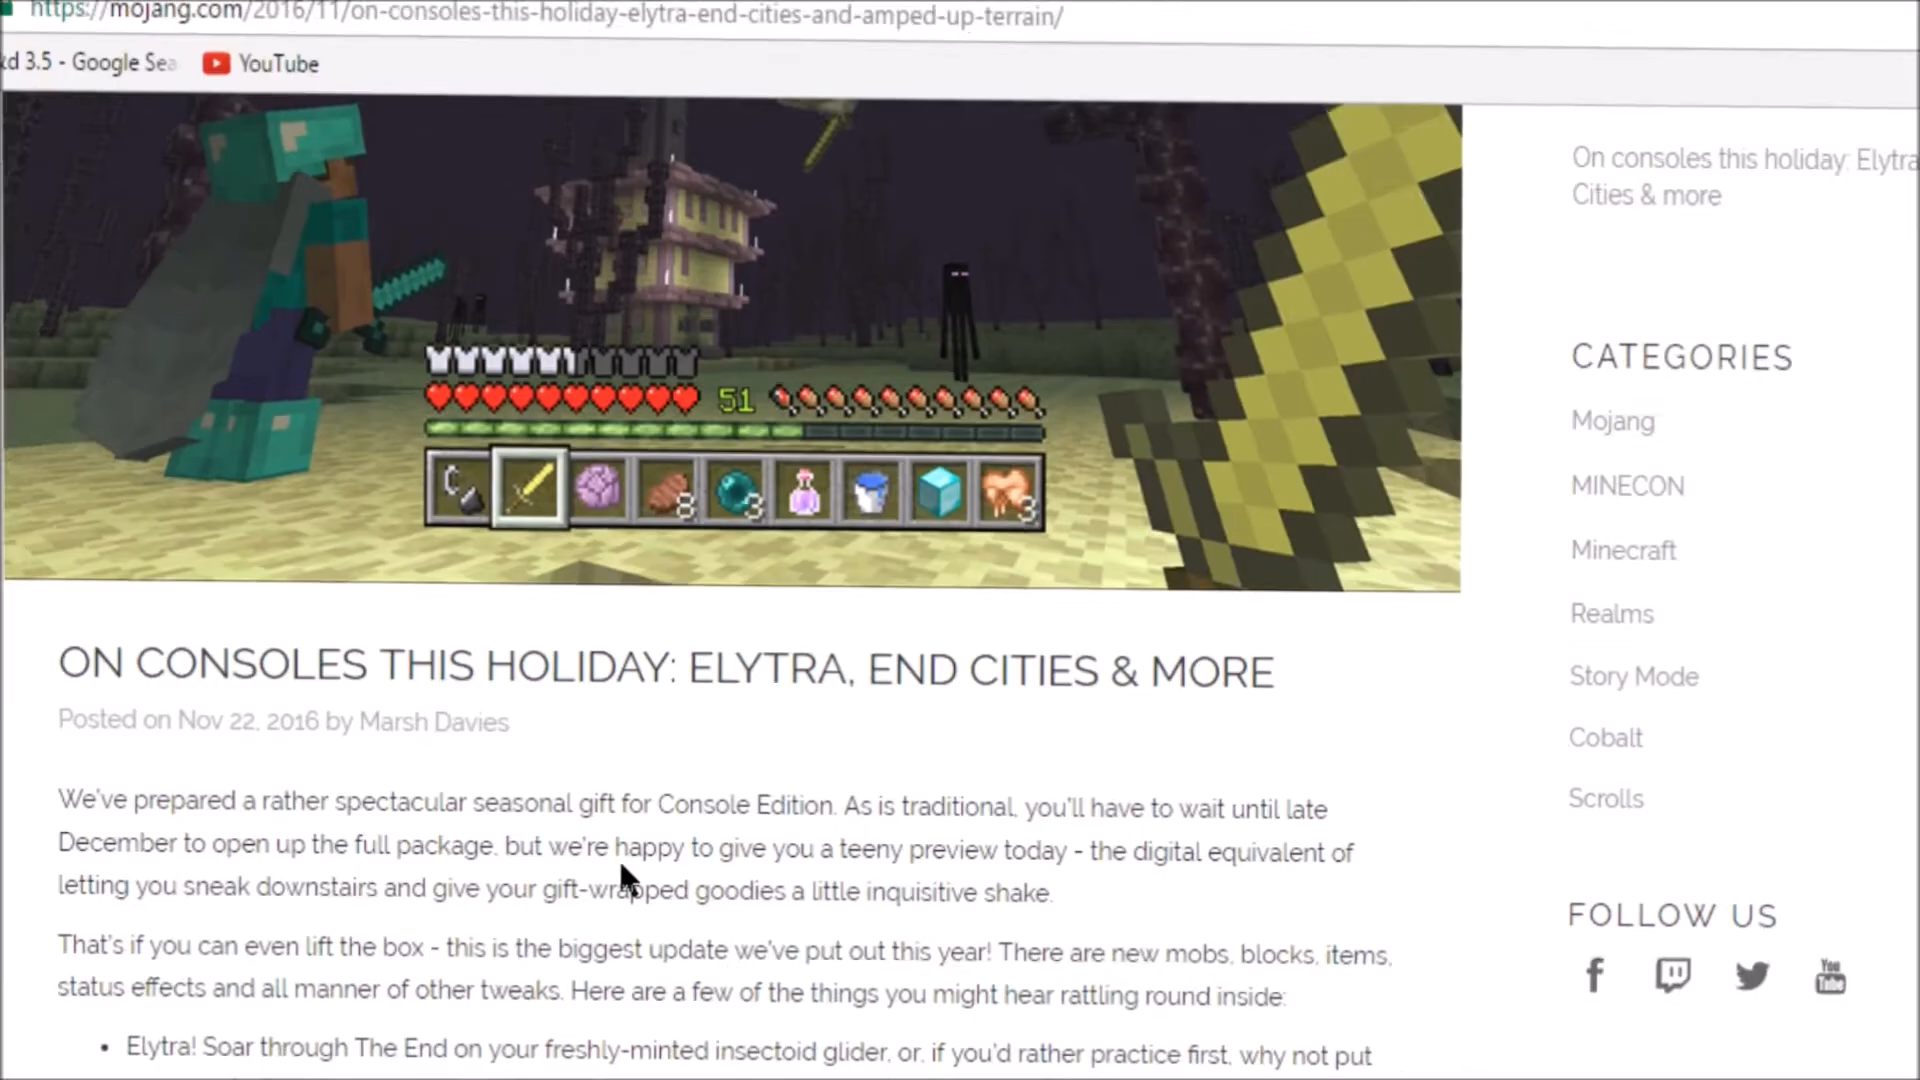 https://mojang.com/2016/11/on-consoles-this-holiday-elytra-end-cities-and-amped-up-terrain/
3.5 - Google Sea
YouTube
51
8
3
3
ON CONSOLES THIS HOLIDAY: ELYTRA, END CITIES & MORE
Posted on Nov 22, 2016 by Marsh Davies
We've prepared a rather spectacular seasonal gift for Console Edition. As is traditional, you'll have to wait until late
December to open up the full package, but we're happy to give you a teeny preview today - the digital equivalent of
letting you sneak downstairs and give your gift-wrapped goodies a little inquisitive shake.
That's if you can even lift the box - this is the biggest update we've put out this year! There are new mobs, blocks, items,
status effects and all manner of other tweaks. Here are a few of the things you might hear rattling round inside:
• Elytra! Soar through The End on your freshly-minted insectoid glider, or, if you'd rather practice first, why not put
On consoles this holiday: Elytra
Cities & more
CATEGORIES
Mojang
MINECON
Minecraft
Realms
Story Mode
Cobalt
Scrolls
FOLLOW US
You
Tube